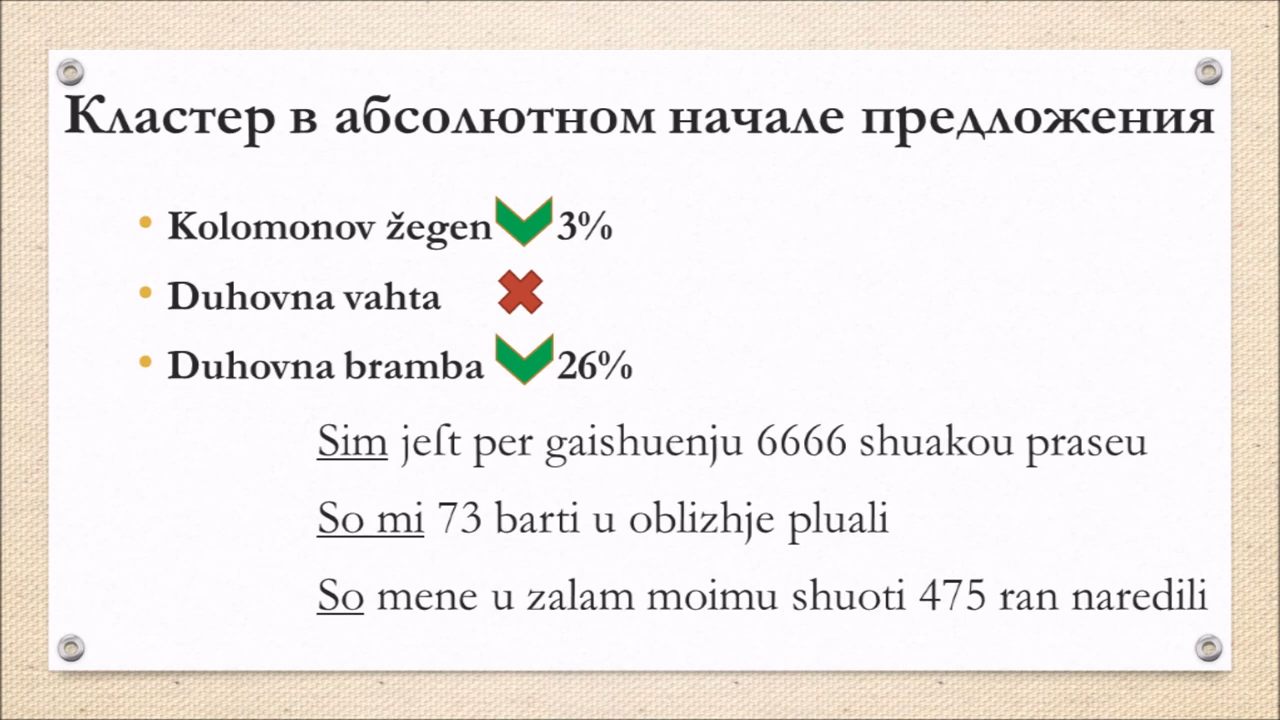 Кластер в абсолютном начале предложения
Kolomonov žegen 3%
Duhovna vahta
Duhovna bramba 26%
Sim jeſt per gaishuenju 6666 shuakou praseu
So mi 73 barti u oblizhje pluali
So mene u zalam moimu shuoti 475 ran naredili